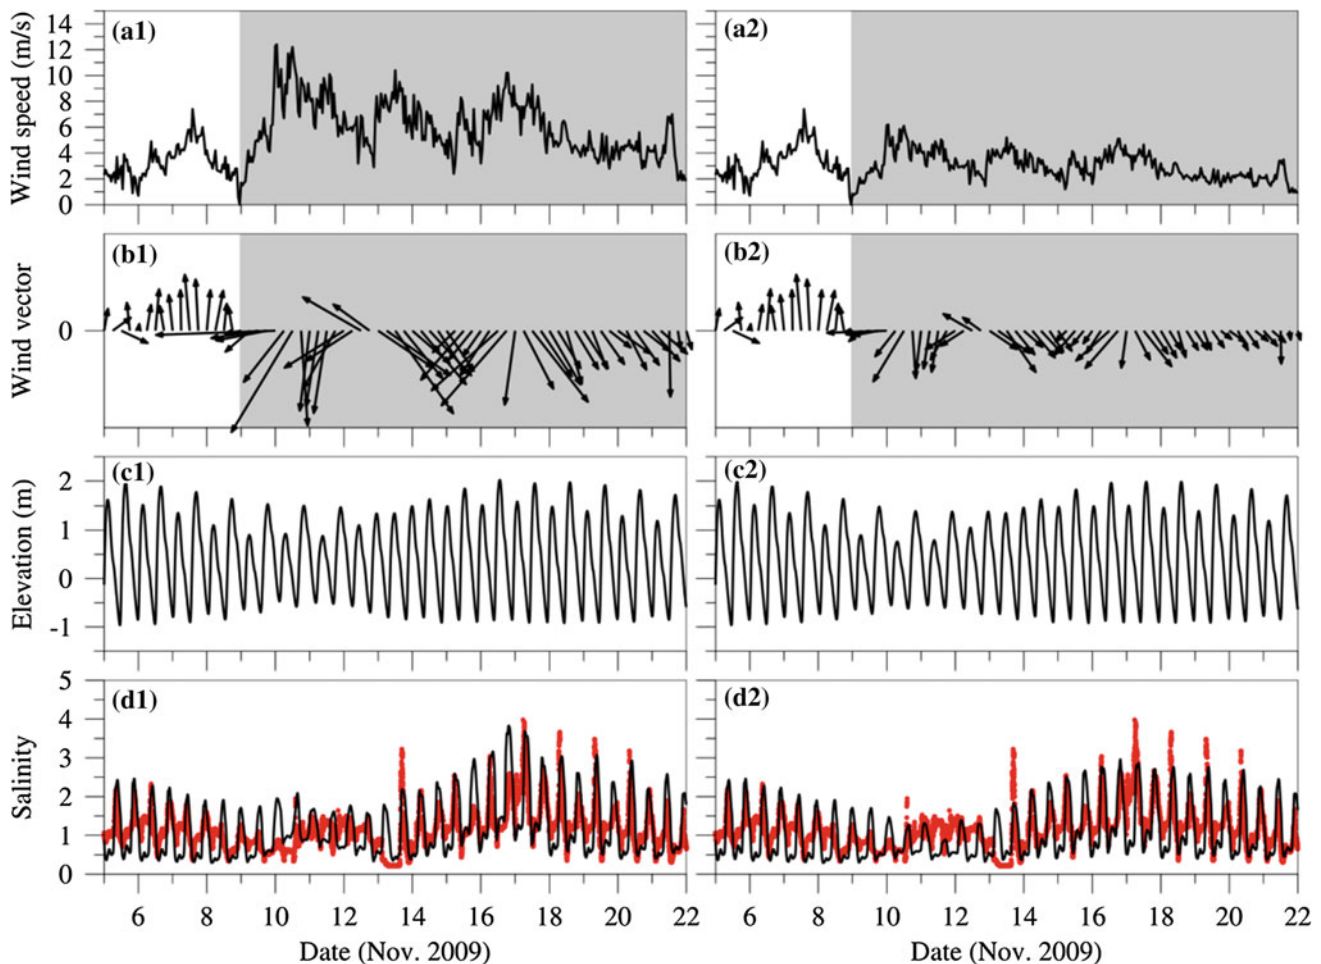 (a1)
(a2)
Wind speed (m/s)
14
12
10
8
6
4
2
0
(b1)
(b2)
Wind vector
0
(c1)
(c2)
Elevation (m)
2
1
0
-1
(d1)
(d2)
Salinity
5
4
3
2
1
0
6 8 10 12 14 16 18 20 22
6 8 10 12 14 16 18 20 22
Date (Nov. 2009)
Date (Nov. 2009)